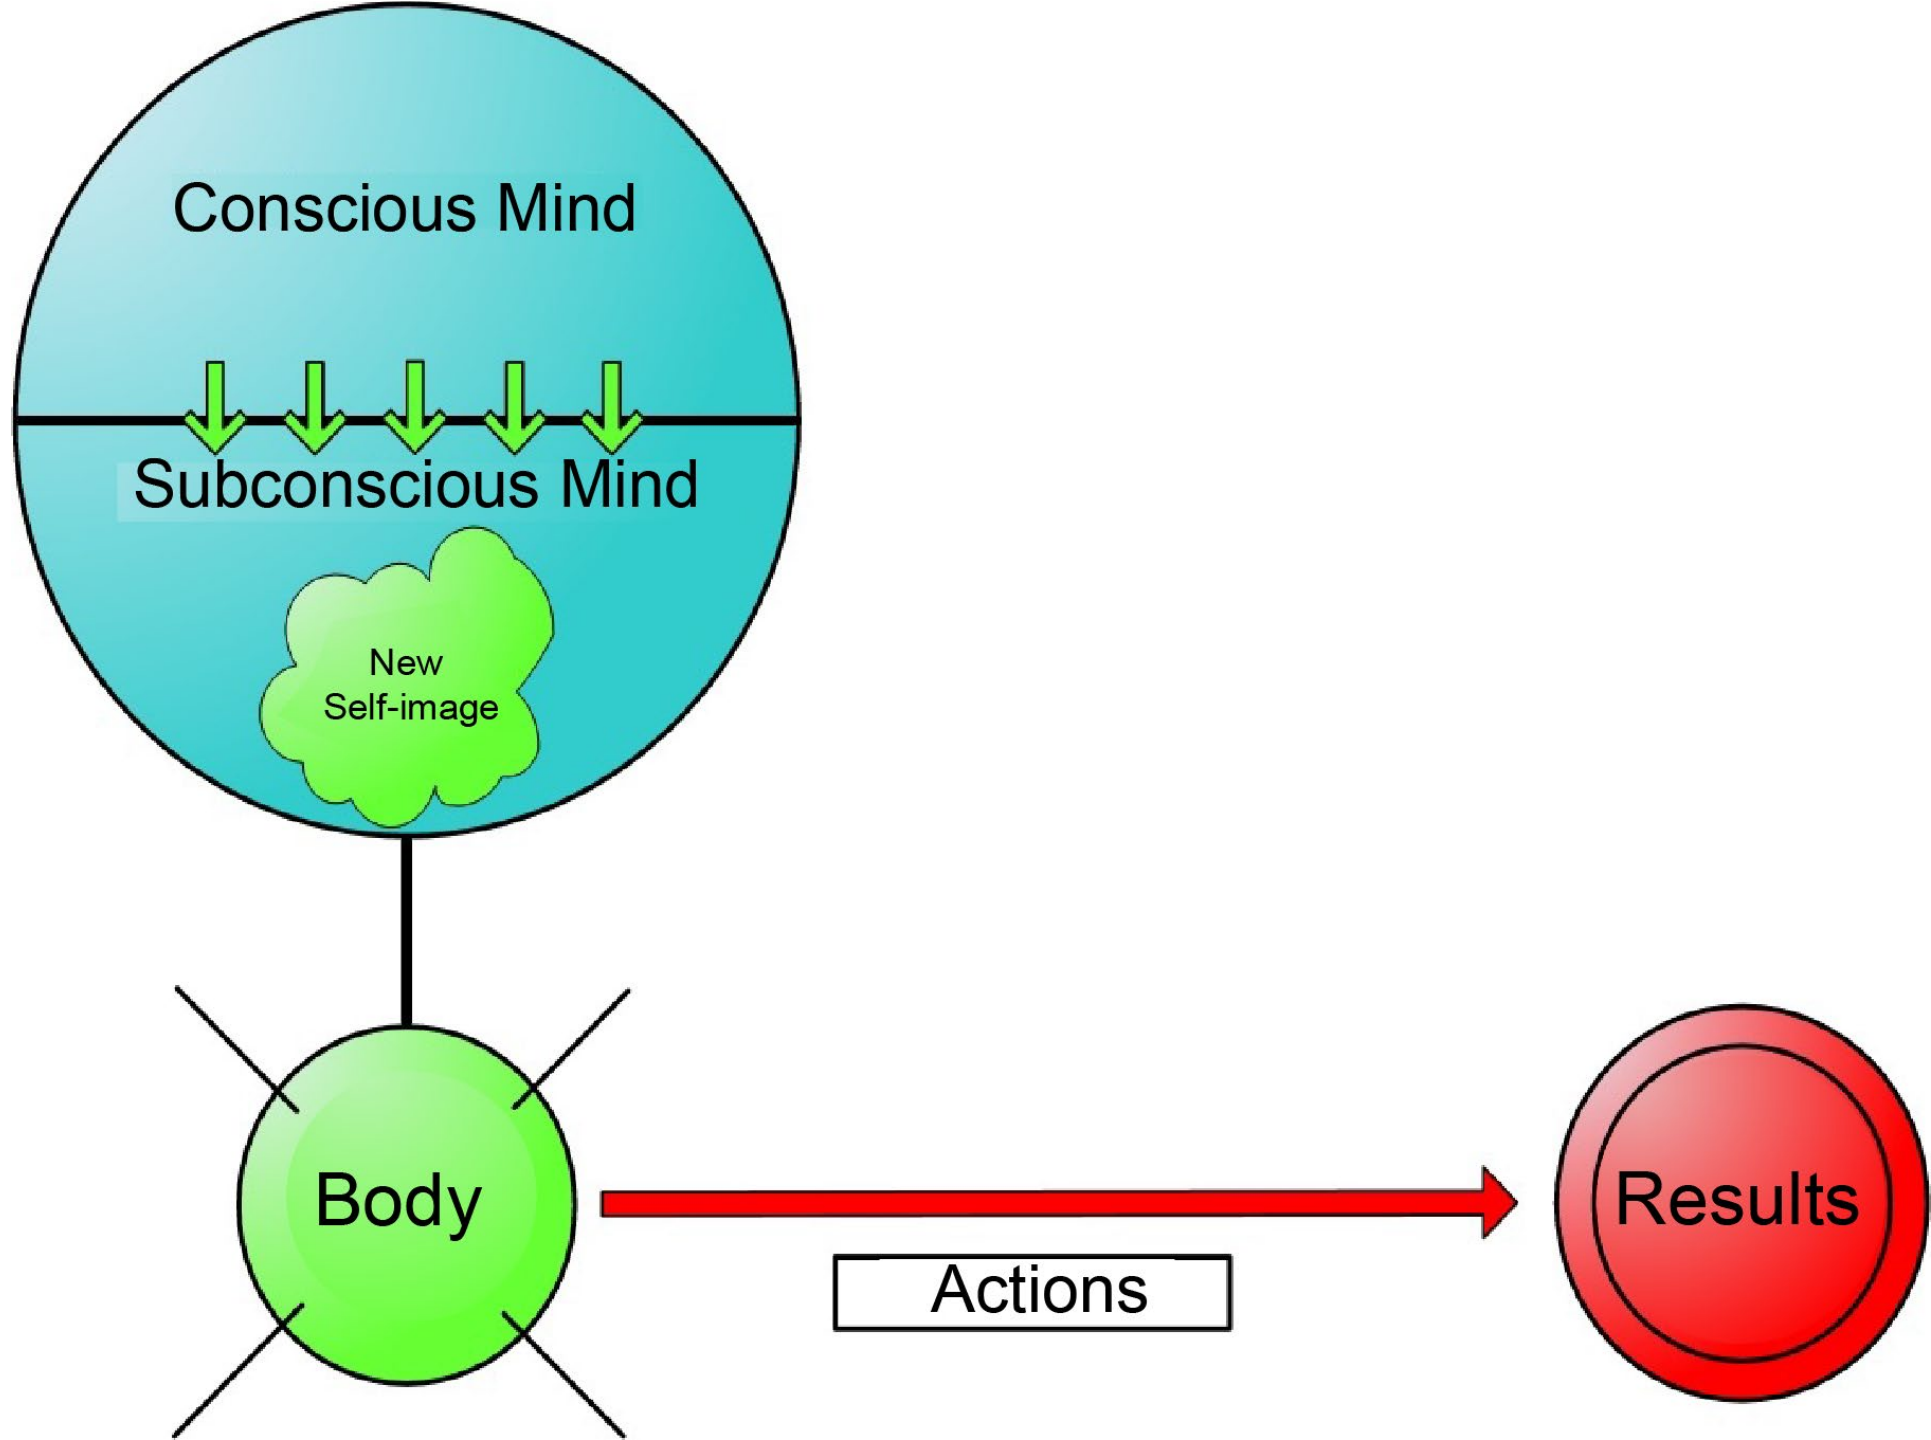 Conscious Mind
Subconscious Mind
New
Self-image
Body
Actions
Results